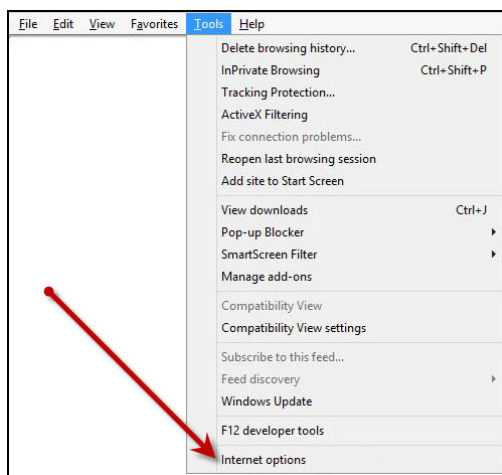 File Edit View Favorites Tools Help
Delete browsing history... Ctrl+Shift+Del
InPrivate Browsing Ctrl+Shift+P
Tracking Protection...
ActiveX Filtering
Fix connection problems...
Reopen last browsing session
Add site to Start Screen
View downloads Ctrl+J
Pop-up Blocker
SmartScreen Filter
Manage add-ons
Compatibility View
Compatibility View settings
Subscribe to this feed...
Feed discovery
Windows Update
F12 developer tools
Internet options